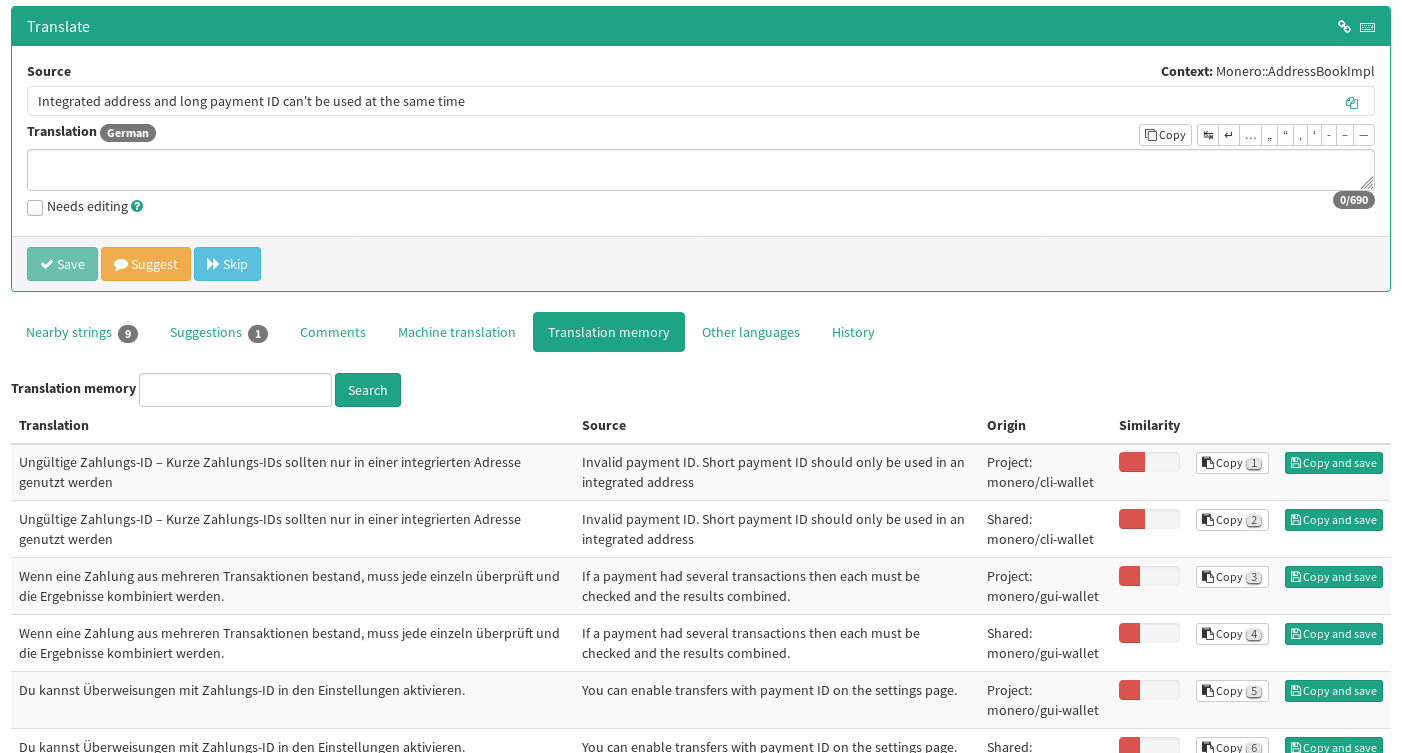 Translate
Source
Context: Monero::AddressBookImpl
Integrated address and long payment ID can't be used at the same time
Translation German
Copy ↹ ↵ … „ “ ‚ ‘ - – —
0/690
Needs editing
Save Suggest Skip
Nearby strings 9 Suggestions 1 Comments Machine translation Translation memory Other languages History
Translation memory Search
Translation Source Origin Similarity
Ungültige Zahlungs-ID – Kurze Zahlungs-IDs sollten nur in einer integrierten Adresse
genutzt werden
Invalid payment ID. Short payment ID should only be used in an
integrated address
Project:
monero/cli-wallet
Copy 1 Copy and save
Ungültige Zahlungs-ID – Kurze Zahlungs-IDs sollten nur in einer integrierten Adresse
genutzt werden
Invalid payment ID. Short payment ID should only be used in an
integrated address
Shared:
monero/cli-wallet
Copy 2 Copy and save
Wenn eine Zahlung aus mehreren Transaktionen bestand, muss jede einzeln überprüft und
die Ergebnisse kombiniert werden.
If a payment had several transactions then each must be
checked and the results combined.
Project:
monero/gui-wallet
Copy 3 Copy and save
Wenn eine Zahlung aus mehreren Transaktionen bestand, muss jede einzeln überprüft und
die Ergebnisse kombiniert werden.
If a payment had several transactions then each must be
checked and the results combined.
Shared:
monero/gui-wallet
Copy 4 Copy and save
Du kannst Überweisungen mit Zahlungs-ID in den Einstellungen aktivieren.
You can enable transfers with payment ID on the settings page.
Project:
monero/gui-wallet
Copy 5 Copy and save
Du kannst Überweisungen mit Zahlungs-ID in den Einstellungen aktivieren.
You can enable transfers with payment ID on the settings page.
Shared:
Copy 6 Copy and save